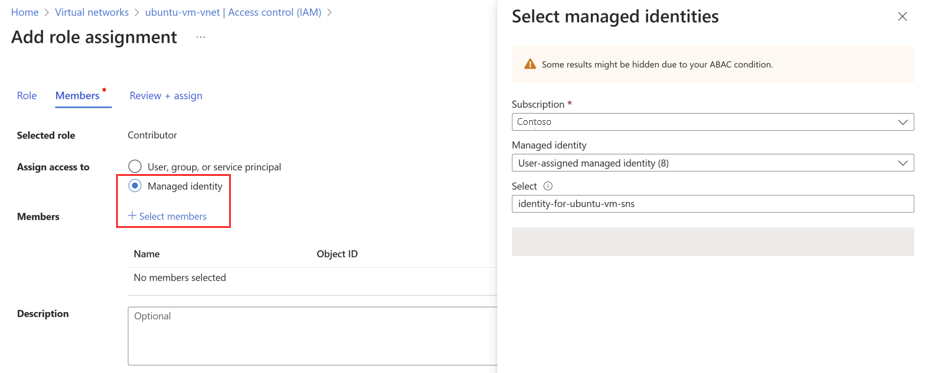 Home > Virtual networks > ubuntu-vm-vnet | Access control (IAM) >
Add role assignment ...
Role Members Review + assign
Selected role Contributor
Assign access to User, group, or service principal
Managed identity
Members + Select members
Name Object ID
No members selected
Description Optional
Select managed identities
Some results might be hidden due to your ABAC condition.
Subscription *
Contoso
Managed identity
User-assigned managed identity (8)
Select
identity-for-ubuntu-vm-sns